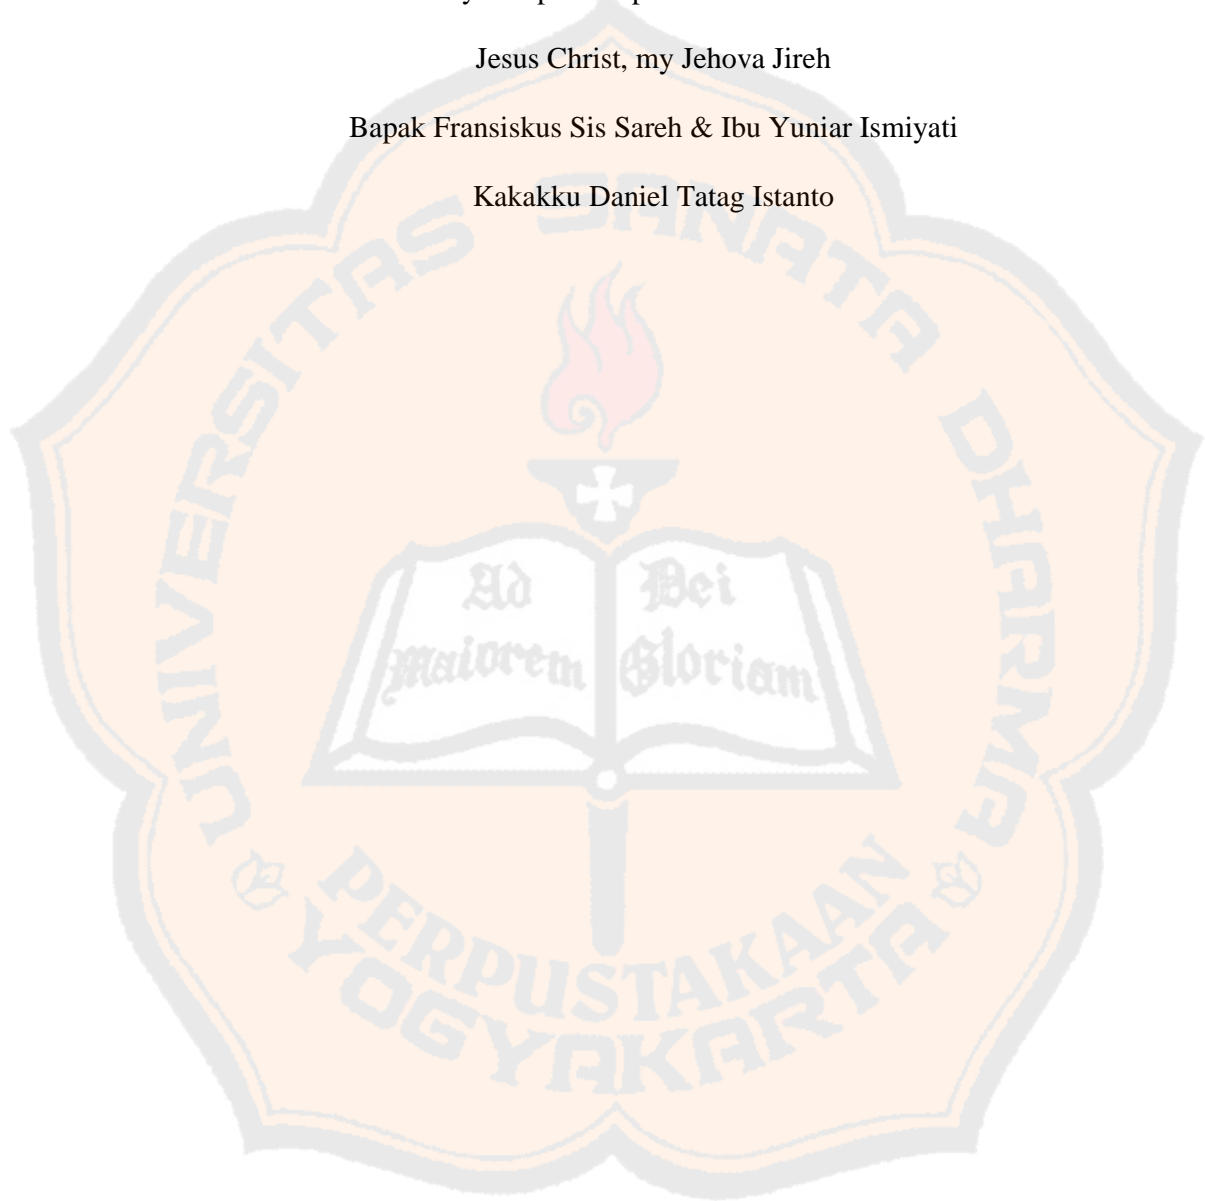 Jesus Christ, my Jehova Jireh
Bapak Fransiskus Sis Sareh & Ibu Yuniar Ismiyati
Kakakku Daniel Tatag Istanto
UNIVERSITAS SANATA DHARMA
Ad Dei
Maiorem Gloriam
PERPUSTAKAAN
YOGYAKARTA